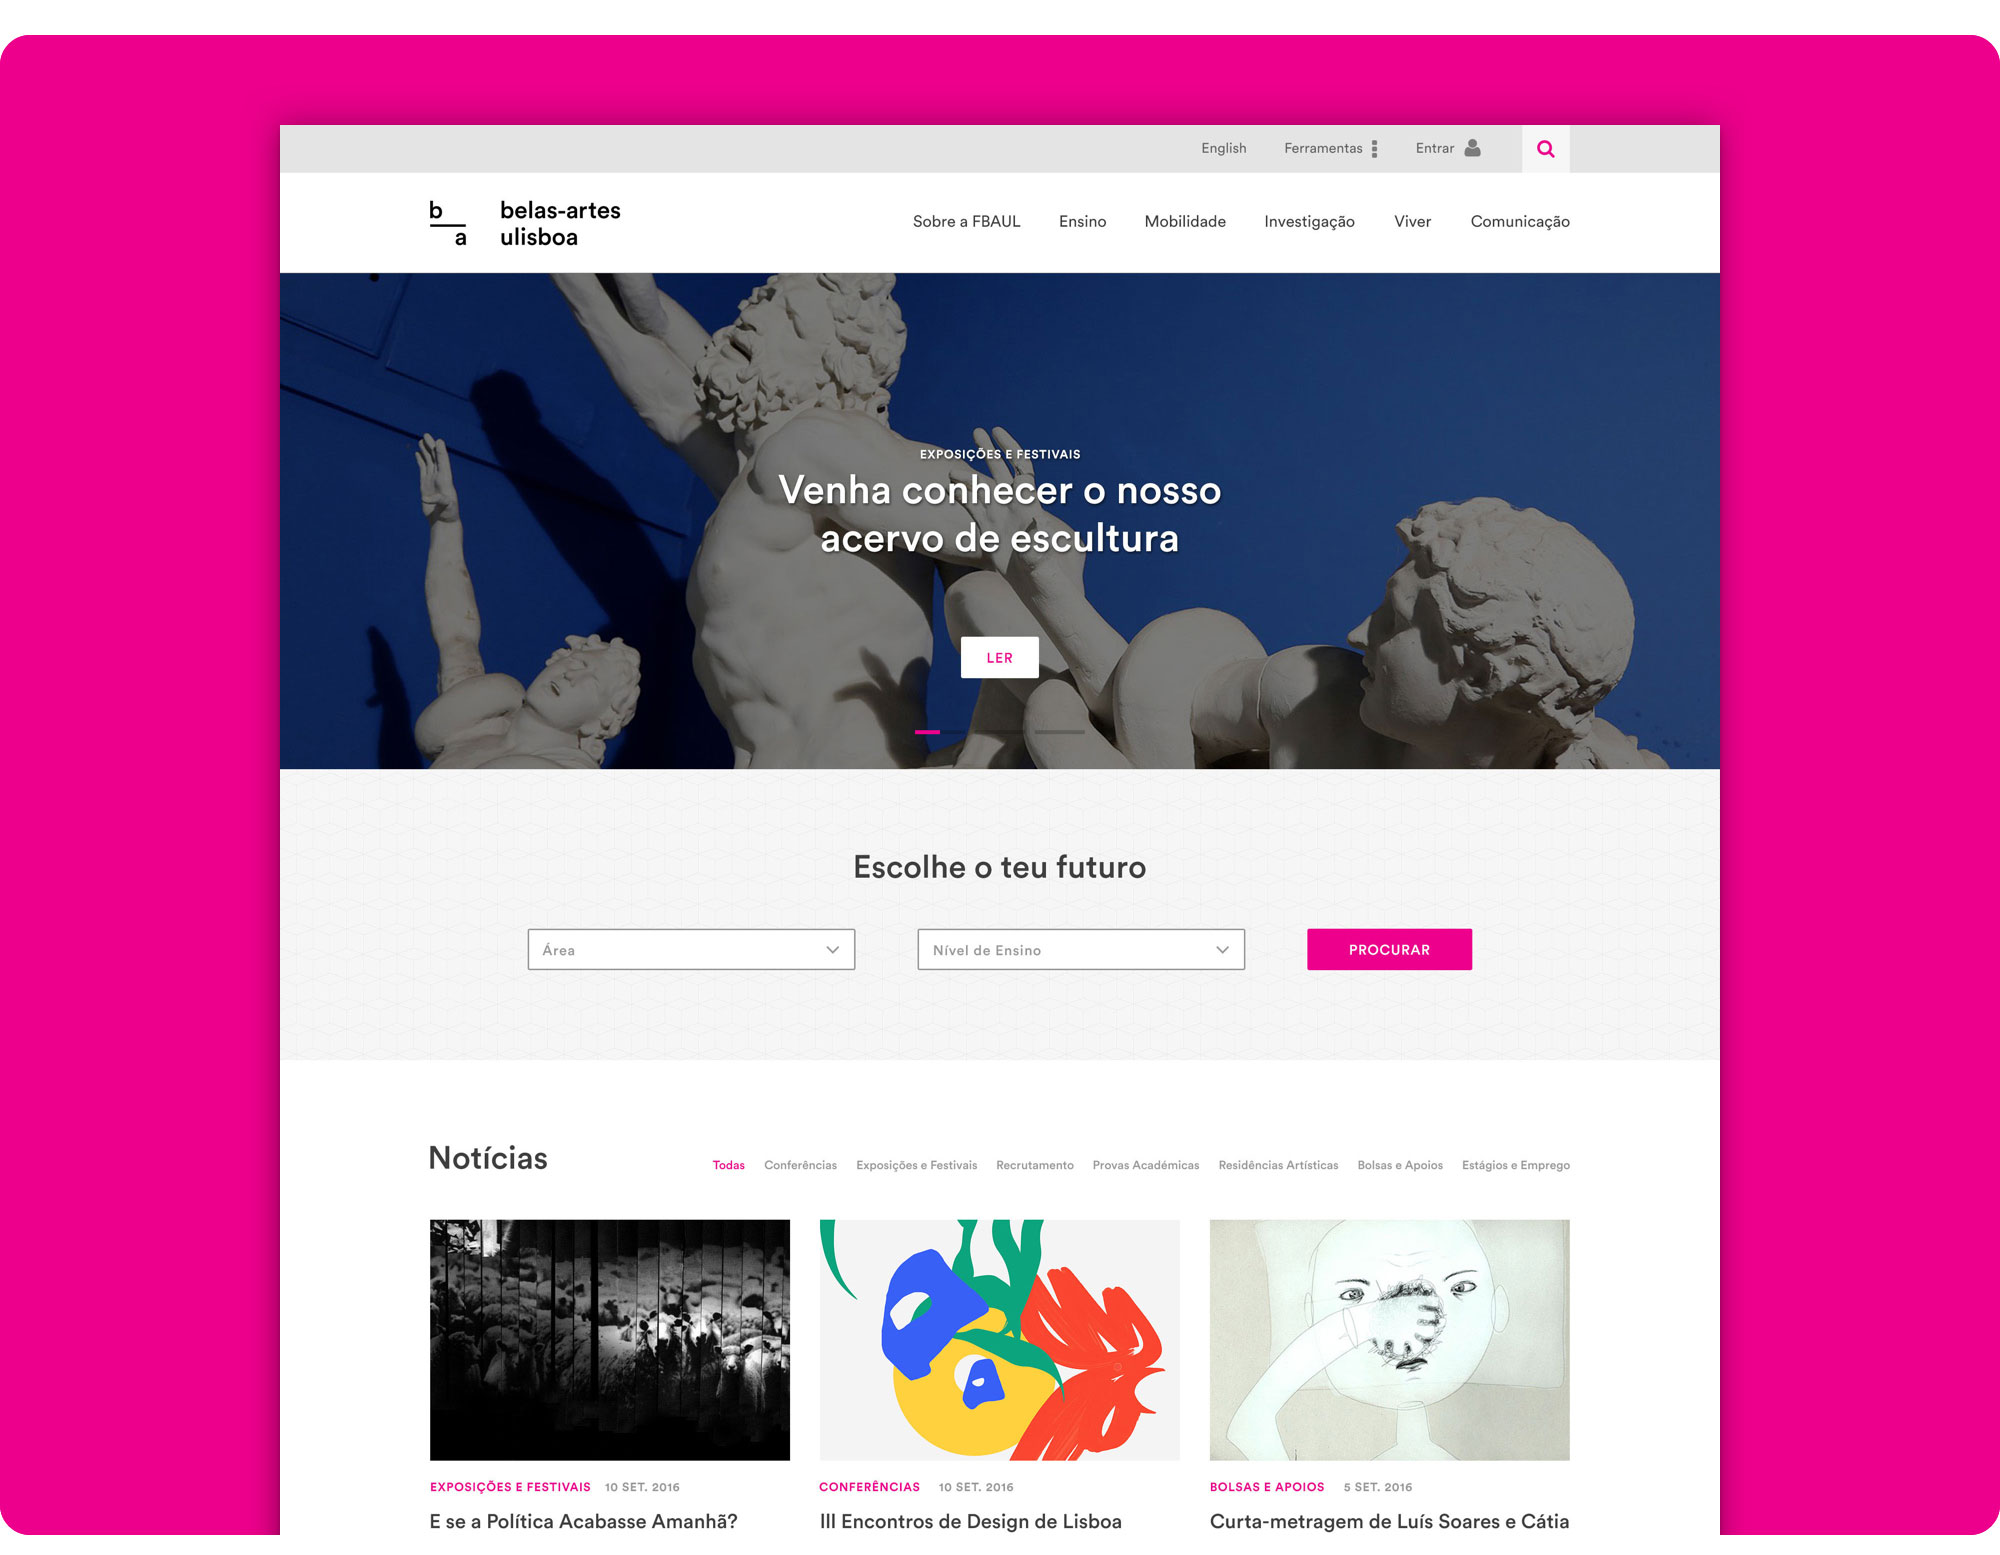 English Ferramentas Entrar
b
a
belas-artes
ulisboa
Sobre a FBAUL Ensino Mobilidade Investigação Viver Comunicação
EXPOSIÇÕES E FESTIVAIS
Venha conhecer o nosso
acervo de escultura
LER
Escolhe o teu futuro
Área Nível de Ensino PROCURAR
Notícias
Todas Conferências Exposições e Festivais Recrutamento Provas Académicas Residências Artísticas Bolsas e Apoios Estágios e Emprego
EXPOSIÇÕES E FESTIVAIS 10 SET. 2016
E se a Política Acabasse Amanhã?
CONFERÊNCIAS 10 SET. 2016
III Encontros de Design de Lisboa
BOLSAS E APOIOS 5 SET. 2016
Curta-metragem de Luís Soares e Cátia